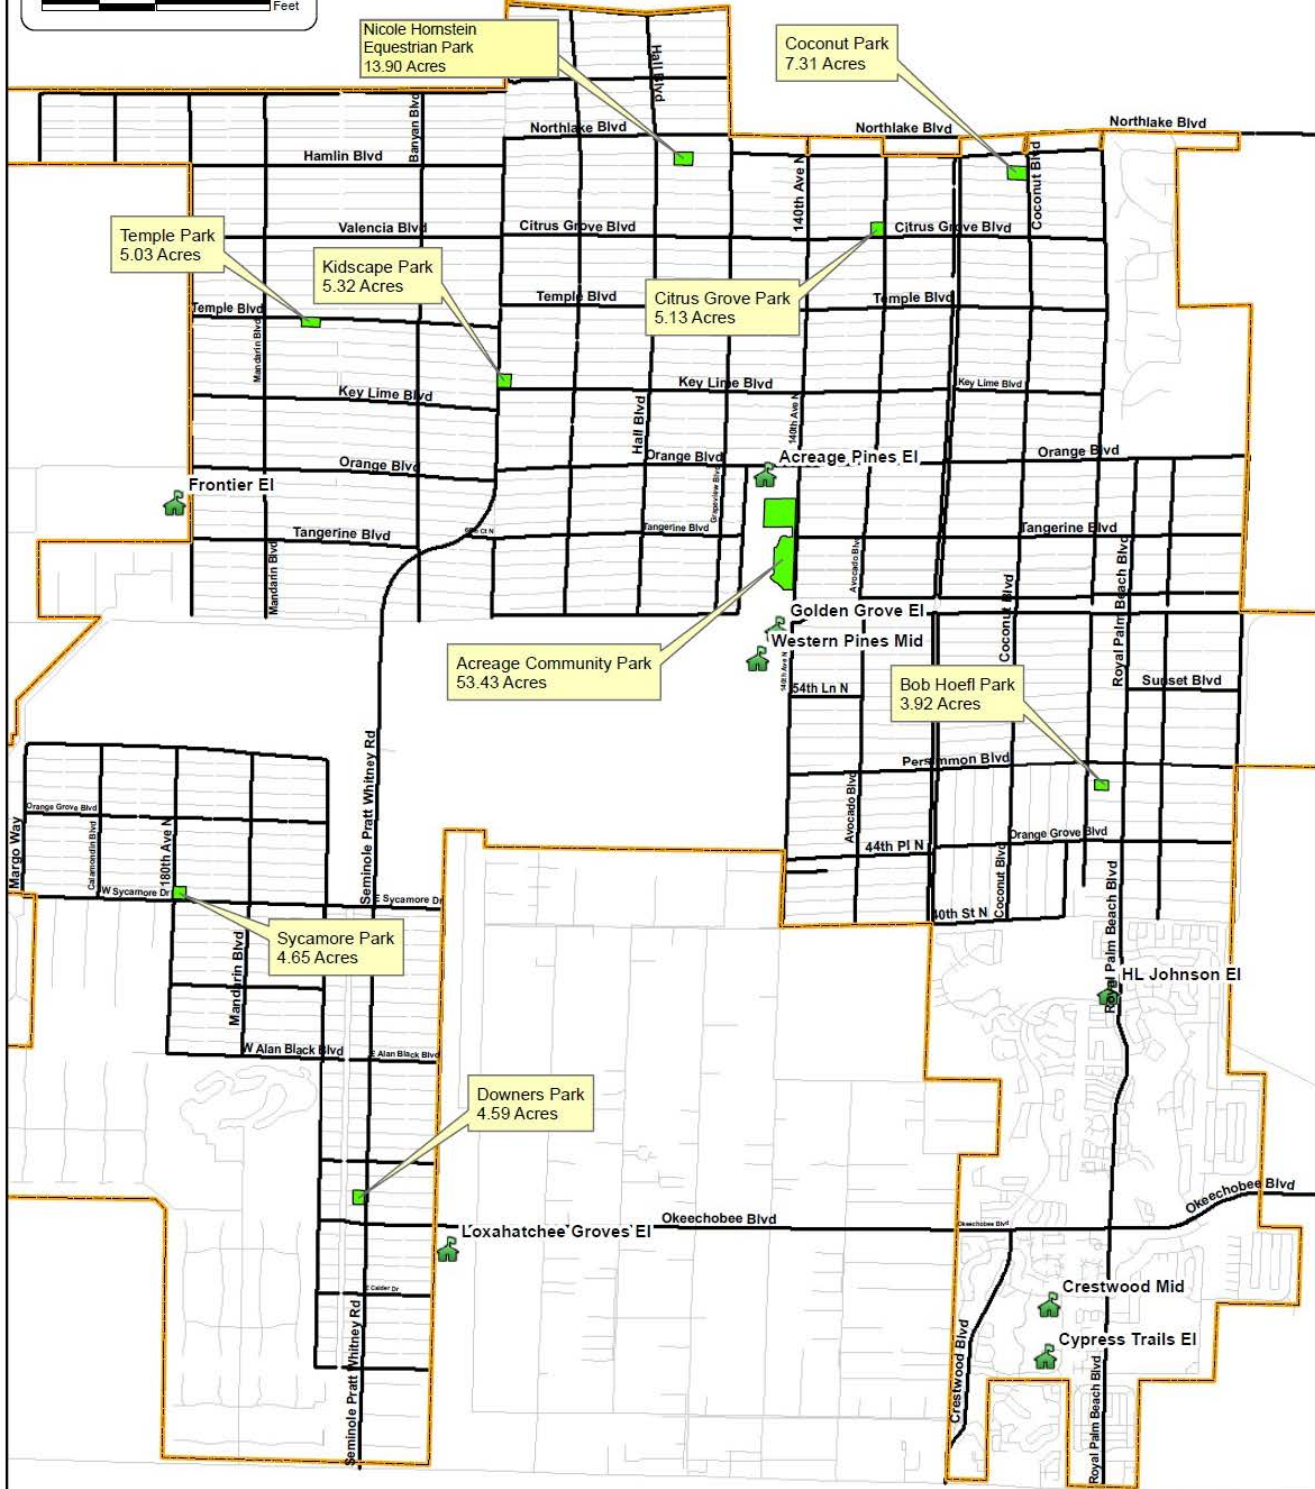 Feet
Nicole Hornstein
Equestrian Park
13.90 Acres
Hall Blvd
Coconut Park
7.31 Acres
Banyan Blvd
Northlake Blvd
Northlake Blvd
Northlake Blvd
Hamlin Blvd
140th Ave N
Coconut Blvd
Valencia Blvd
Citrus Grove Blvd
Citrus Grove Blvd
Temple Park
5.03 Acres
Kidscape Park
5.32 Acres
Citrus Grove Park
5.13 Acres
Temple Blvd
Temple Blvd
Temple Blvd
Mandarin Blvd
Key Lime Blvd
Key Lime Blvd
Key Lime Blvd
Hall Blvd
140th Ave N
Orange Blvd
Orange Blvd
Orange Blvd
Acreage Pines El
Frontier El
Grapeview Blvd
Tangerine Blvd
Tangerine Blvd
Tangerine Blvd
Mandarin Blvd
Avocado Blvd
Royal Palm Beach Blvd
Coconut Blvd
Golden Grove El
Western Pines Mid
140th Ave N
Acreage Community Park
53.43 Acres
54th Ln N
Bob Hoefl Park
3.92 Acres
Sunset Blvd
Seminole Pratt Whitney Rd
Persimmon Blvd
Avocado Blvd
Orange Grove Blvd
Margo Way
Calamondin Blvd
180th Ave N
44th Pl N
Orange Grove Blvd
Coconut Blvd
W Sycamore Dr
E Sycamore Dr
40th St N
Royal Palm Beach Blvd
Sycamore Park
4.65 Acres
Mandarin Blvd
HL Johnson El
W Alan Black Blvd
E Alan Black Blvd
Downers Park
4.59 Acres
Okeechobee Blvd
Okeechobee Blvd
Okeechobee Blvd
Loxahatchee Groves El
E Calder Dr
Crestwood Mid
Cypress Trails El
Seminole Pratt Whitney Rd
Crestwood Blvd
Royal Palm Beach Blvd